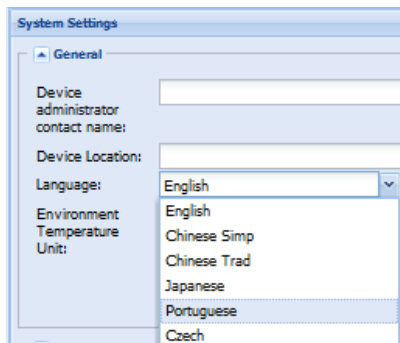 System Settings
General
Device
administrator
contact name:
Device Location:
Language:
English
Environment
Temperature
Unit:
English
Chinese Simp
Chinese Trad
Japanese
Portuguese
Czech